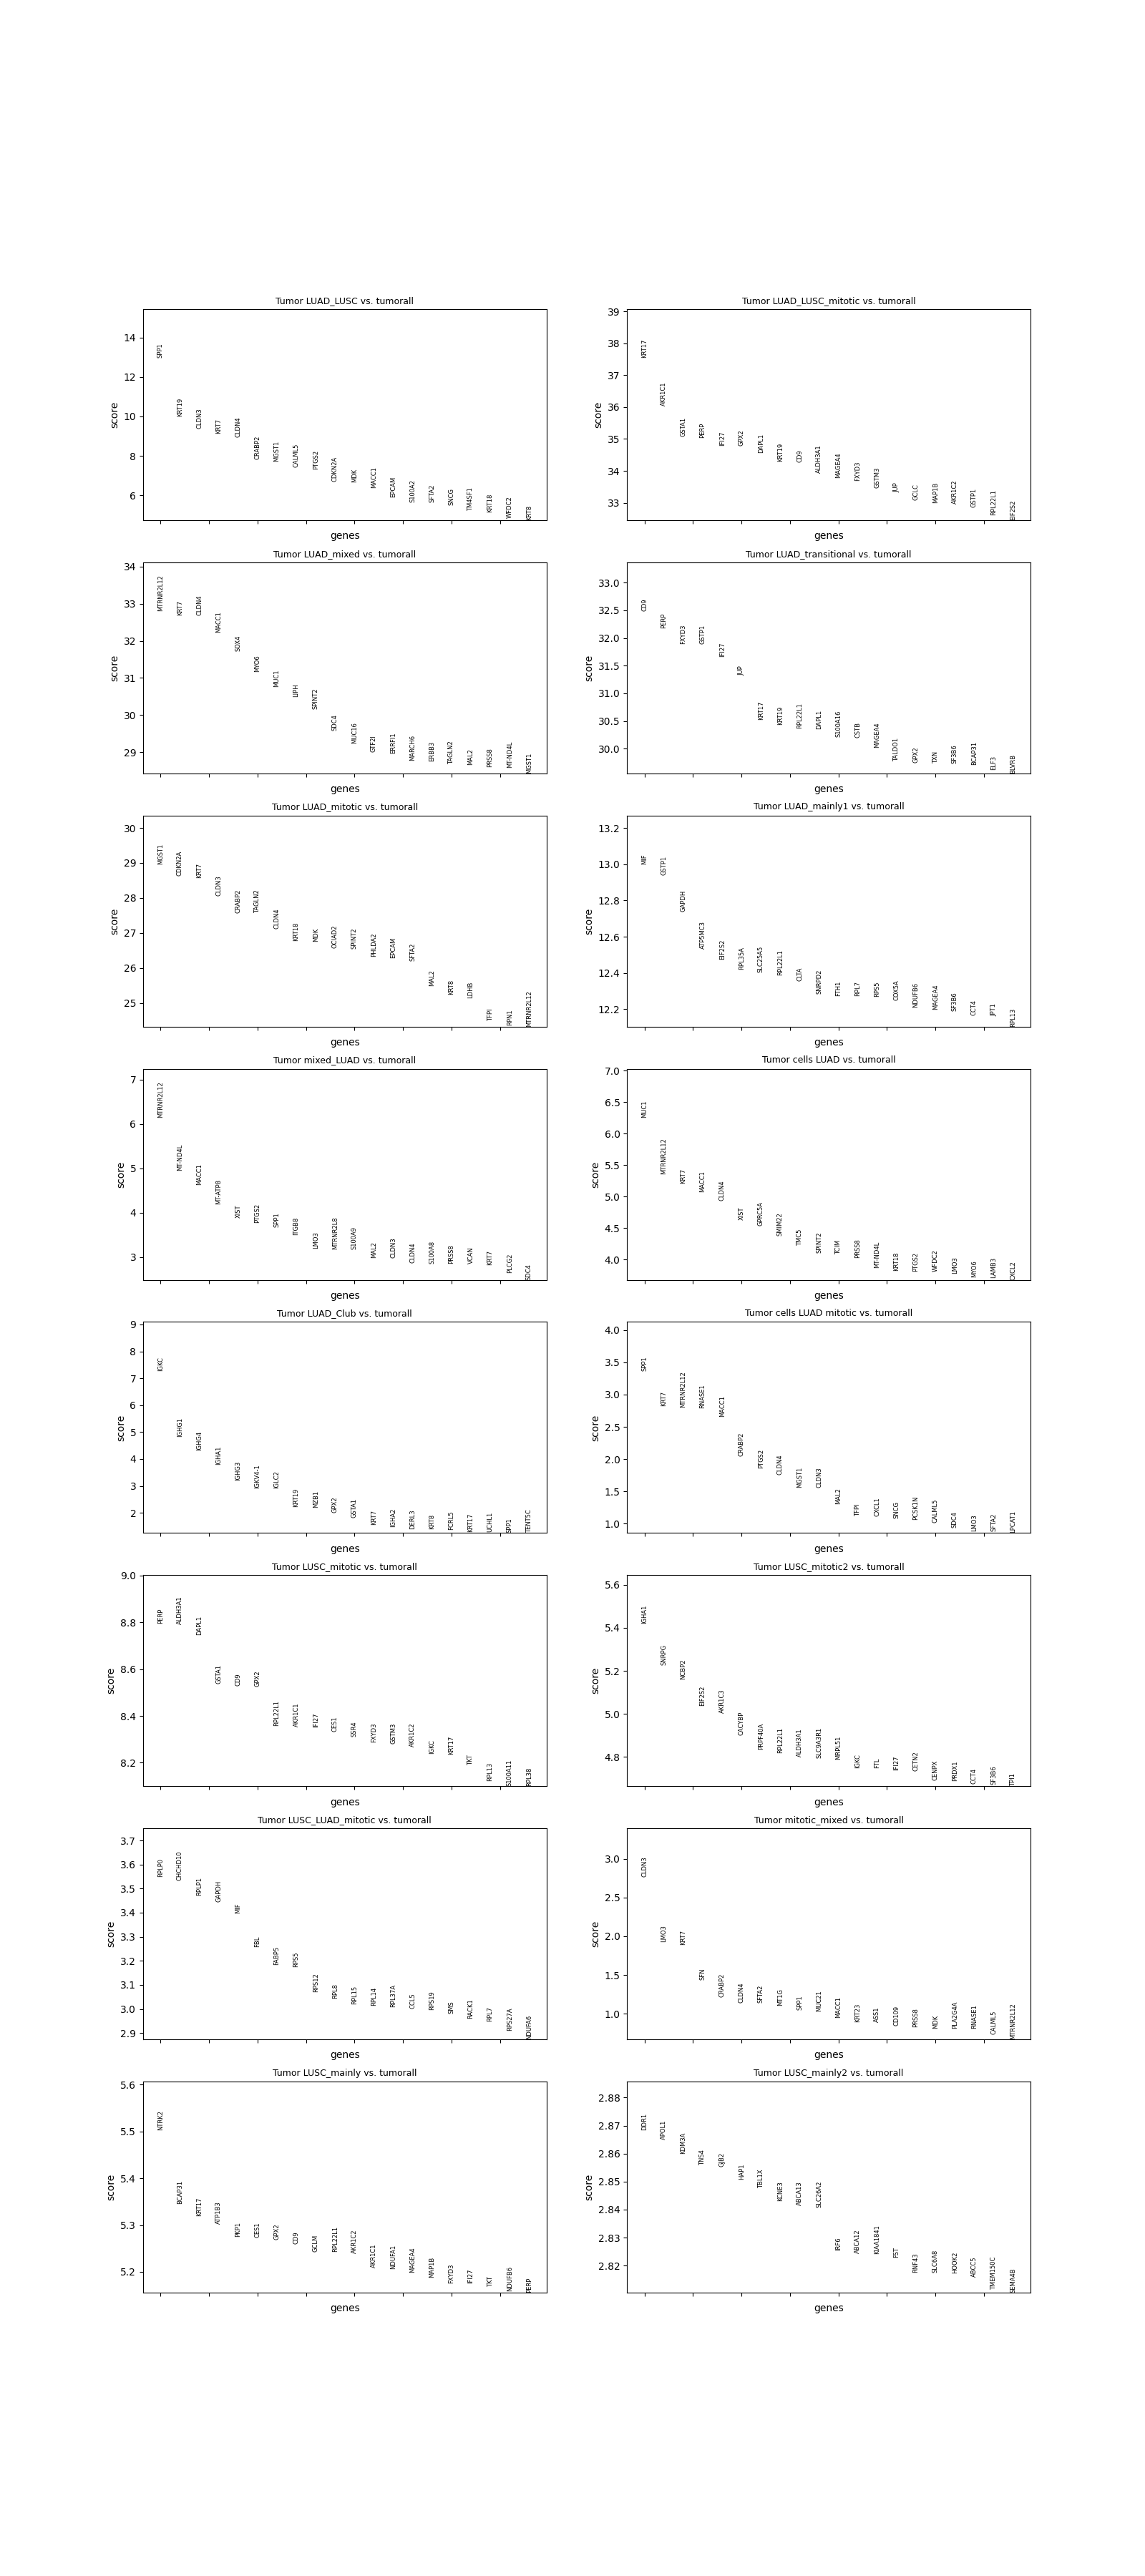 Tumor LUAD_LUSC vs. tumorall
score
14
12
10
8
6
SPP1 KRT19 CLDN3 KRT7 CLDN4 CRABP2 MGST1 CALML5 PTGS2 CDKN2A MDK MACC1 EPCAM S100A2 SFTA2 SNCG TM4SF1 KRT18 WFDC2 KRT8
genes
Tumor LUAD_LUSC_mitotic vs. tumorall
score
39
38
37
36
35
34
33
KRT17 AKR1C1 GSTA1 PERP IFI27 GPX2 DAPL1 KRT19 CD9 ALDH3A1 MAGEA4 FXYD3 GSTM3 JUP GCLC MAP1B AKR1C2 GSTP1 RPL22L1 EIF2S2
genes
Tumor LUAD_mixed vs. tumorall
score
34
33
32
31
30
29
MTRNR2L12 KRT7 CLDN4 MACC1 SOX4 MYO6 MUC1 LIPH SPINT2 SDC4 MUC16 GTF2I ERRFI1 MARCH6 ERBB3 TAGLN2 MAL2 PRSS8 MT-ND4L MGST1
genes
Tumor LUAD_transitional vs. tumorall
score
33.0
32.5
32.0
31.5
31.0
30.5
30.0
CD9 PERP FXYD3 GSTP1 IFI27 JUP KRT17 KRT19 RPL22L1 DAPL1 S100A16 CSTB MAGEA4 TALDO1 GPX2 TXN SF3B6 BCAP31 ELF3 BLVRB
genes
Tumor LUAD_mitotic vs. tumorall
score
30
29
28
27
26
25
MGST1 CDKN2A KRT7 CLDN3 CRABP2 TAGLN2 CLDN4 KRT18 MDK OCIAD2 SPINT2 PHLDA2 EPCAM SFTA2 MAL2 KRT8 LDHB TFPI RPN1 MTRNR2L12
genes
Tumor LUAD_mainly1 vs. tumorall
score
13.2
13.0
12.8
12.6
12.4
12.2
MIF GSTP1 GAPDH ATP5MC3 EIF2S2 RPL35A SLC25A5 RPL22L1 CLTA SNRPD2 FTH1 RPL7 RPS5 COX5A NDUFB6 MAGEA4 SF3B6 CCT4 JPT1 RPL13
genes
Tumor mixed_LUAD vs. tumorall
score
7
6
5
4
3
MTRNR2L12 MT-ND4L MACC1 MT-ATP8 XIST PTGS2 SPP1 ITGB8 LMO3 MTRNR2L8 S100A9 MAL2 CLDN3 CLDN4 S100A8 PRSS8 VCAN KRT7 PLCG2 SDC4
genes
Tumor cells LUAD vs. tumorall
score
7.0
6.5
6.0
5.5
5.0
4.5
4.0
MUC1 MTRNR2L12 KRT7 MACC1 CLDN4 XIST GPRC5A SMIM22 TMC5 SPINT2 TCIM PRSS8 MT-ND4L KRT18 PTGS2 WFDC2 LMO3 MYO6 LAMB3 CXCL2
genes
Tumor LUAD_Club vs. tumorall
score
9
8
7
6
5
4
3
2
IGKC IGHG1 IGHG4 IGHA1 IGHG3 IGKV4-1 IGLC2 KRT19 MZB1 GPX2 GSTA1 KRT7 IGHA2 DERL3 KRT8 FCRL5 KRT17 UCHL1 SPP1 TENT5C
genes
Tumor cells LUAD mitotic vs. tumorall
score
4.0
3.5
3.0
2.5
2.0
1.5
1.0
SPP1 KRT7 MTRNR2L12 RNASE1 MACC1 CRABP2 PTGS2 CLDN4 MGST1 CLDN3 MAL2 TFPI CXCL1 SNCG PCSK1N CALML5 SDC4 LMO3 SFTA2 LPCAT1
genes
Tumor LUSC_mitotic vs. tumorall
score
9.0
8.8
8.6
8.4
8.2
PERP ALDH3A1 DAPL1 GSTA1 CD9 GPX2 RPL22L1 AKR1C1 IFI27 CES1 SSR4 FXYD3 GSTM3 AKR1C2 IGKC KRT17 TKT RPL13 S100A11 RPL38
genes
Tumor LUSC_mitotic2 vs. tumorall
score
5.6
5.4
5.2
5.0
4.8
IGHA1 SNRPG NCBP2 EIF2S2 AKR1C3 CACYBP PRPF40A RPL22L1 ALDH3A1 SLC9A3R1 MRPL51 IGKC FTL IFI27 CETN2 CENPX PRDX1 CCT4 SF3B6 TPI1
genes
Tumor LUSC_LUAD_mitotic vs. tumorall
score
3.7
3.6
3.5
3.4
3.3
3.2
3.1
3.0
2.9
RPLP0 CHCHD10 RPLP1 GAPDH MIF FBL FABP5 RPS5 RPS12 RPL8 RPL15 RPL14 RPL37A CCL5 RPS19 SMS RACK1 RPL7 RPS27A NDUFA6
genes
Tumor mitotic_mixed vs. tumorall
score
3.0
2.5
2.0
1.5
1.0
CLDN3 LMO3 KRT7 SFN CRABP2 CLDN4 SFTA2 MT1G SPP1 MUC21 MACC1 KRT23 ASS1 CD109 PRSS8 MDK PLA2G4A RNASE1 CALML5 MTRNR2L12
genes
Tumor LUSC_mainly vs. tumorall
score
5.6
5.5
5.4
5.3
5.2
NTRK2 BCAP31 KRT17 ATP1B3 PKP1 CES1 GPX2 CD9 GCLM RPL22L1 AKR1C2 AKR1C1 NDUFA1 MAGEA4 MAP1B FXYD3 IFI27 TKT NDUFB6 PERP
genes
Tumor LUSC_mainly2 vs. tumorall
score
2.88
2.87
2.86
2.85
2.84
2.83
2.82
DDR1 APOL1 KDM3A TNS4 GJB2 HAP1 TBL1X KCNE3 ABCA13 SLC26A2 IRF6 ABCA12 KIAA1841 FST RNF43 SLC6A8 HOOK2 ABCC5 TMEM150C SEMA4B
genes